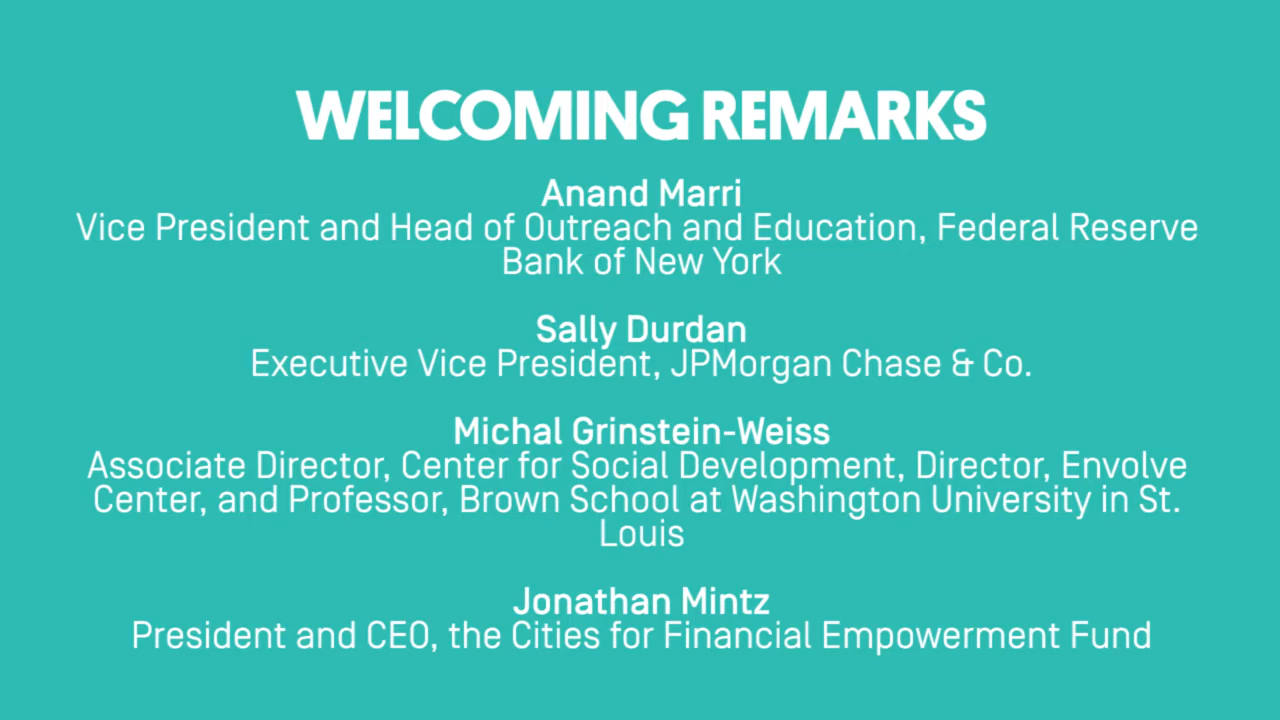 WELCOMING REMARKS
Anand Marri
Vice President and Head of Outreach and Education, Federal Reserve
Bank of New York
Sally Durdan
Executive Vice President, JPMorgan Chase & Co.
Michal Grinstein-Weiss
Associate Director, Center for Social Development, Director, Envolve
Center, and Professor, Brown School at Washington University in St.
Louis
Jonathan Mintz
President and CEO, the Cities for Financial Empowerment Fund